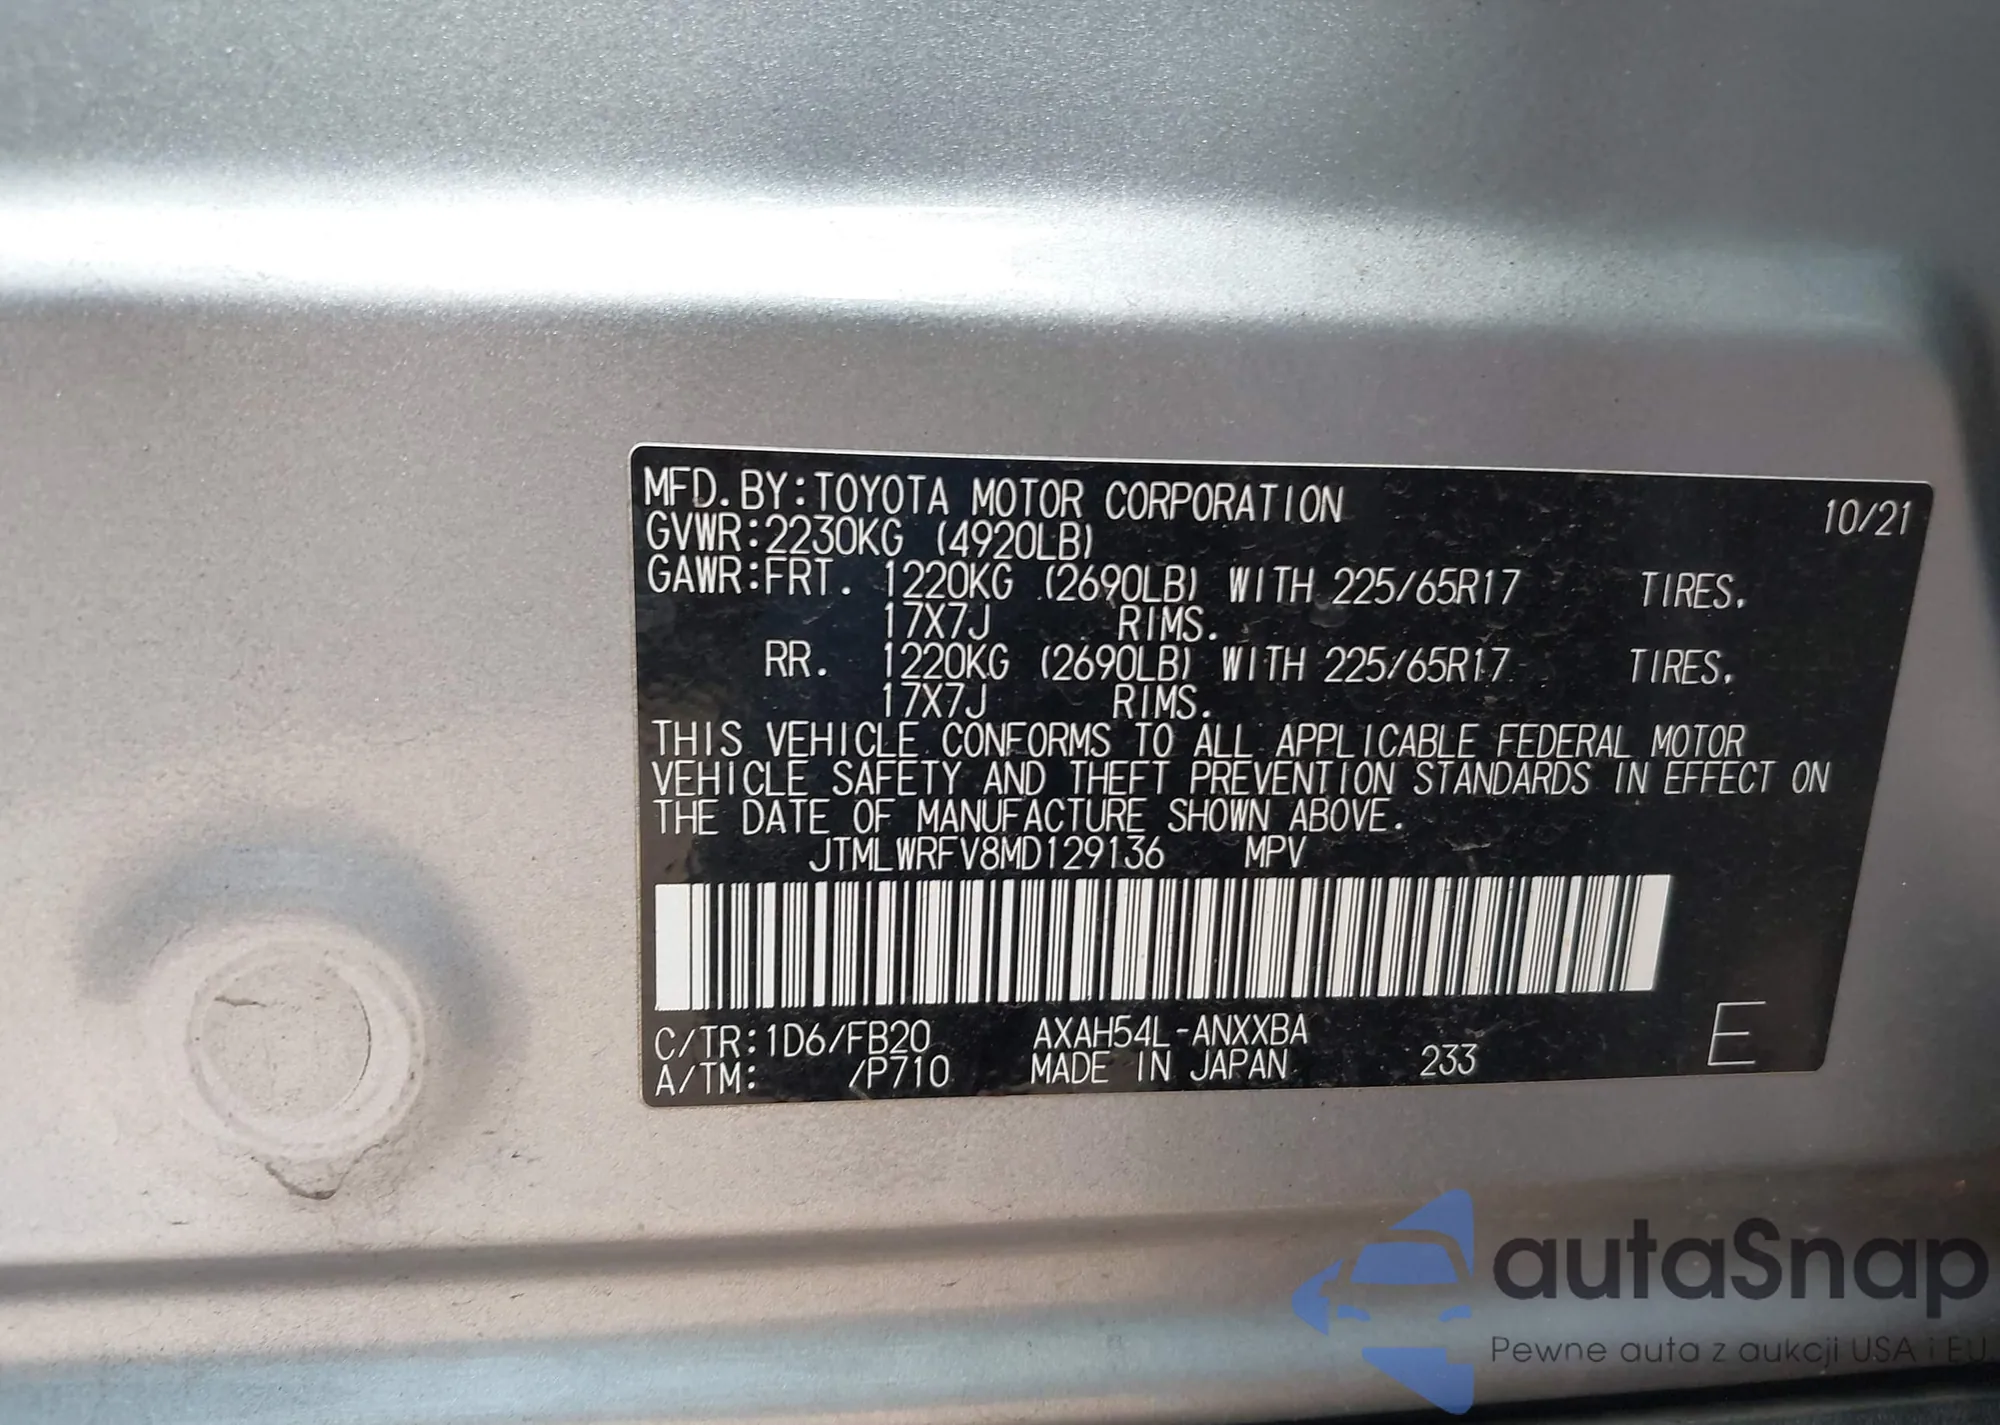 MFD.BY:TOYOTA MOTOR CORPORATION 10/21
GVWR:2230KG (4920LB)
GAWR:FRT. 1220KG (2690LB) WITH 225/65R17 TIRES.
17X7J RIMS.
RR. 1220KG (2690LB) WITH 225/65R17 TIRES.
17X7J RIMS.
THIS VEHICLE CONFORMS TO ALL APPLICABLE FEDERAL MOTOR
VEHICLE SAFETY AND THEFT PREVENTION STANDARDS IN EFFECT ON
THE DATE OF MANUFACTURE SHOWN ABOVE.
JTMLWRFV8MD129136 MPV
C/TR:1D6/FB20 AXAH54L-ANXXBA
A/TM: /P710 MADE IN JAPAN 233 E
autaSnap
Pewne auta z aukcji USA i EU